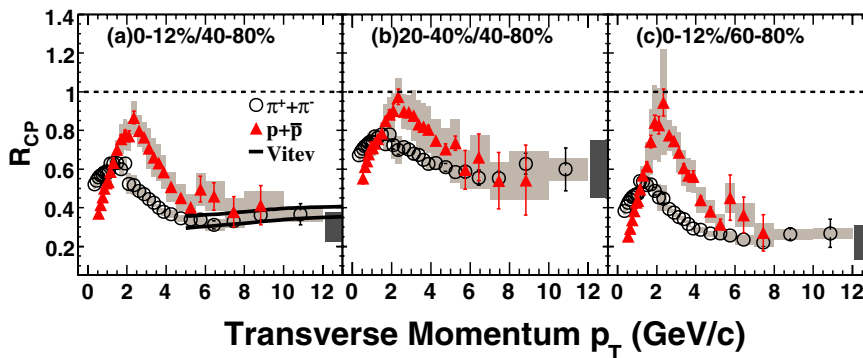 (a)0-12%/40-80%
(b)20-40%/40-80%
(c)0-12%/60-80%
1.4
1.2
1
0.8
0.6
0.4
0.2
R_CP
π⁺+π⁻
p+p̄
Vitev
0 2 4 6 8 10 12
0 2 4 6 8 10 12
0 2 4 6 8 10 12
Transverse Momentum p_T (GeV/c)